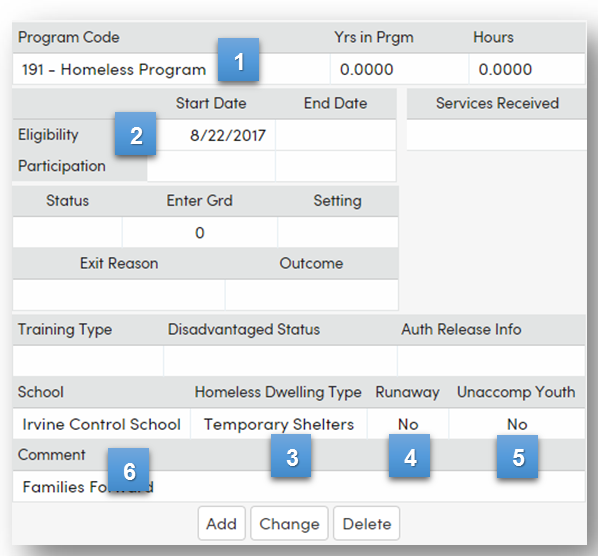 Program Code Yrs in Prgm Hours
191 - Homeless Program 1 0.0000 0.0000
Start Date End Date Services Received
Eligibility 2 8/22/2017
Participation
Status Enter Grd Setting
0
Exit Reason Outcome
Training Type Disadvantaged Status Auth Release Info
School Homeless Dwelling Type Runaway Unaccomp Youth
Irvine Control School Temporary Shelters No No
Comment 6 3 4 5
Families Forward
Add Change Delete